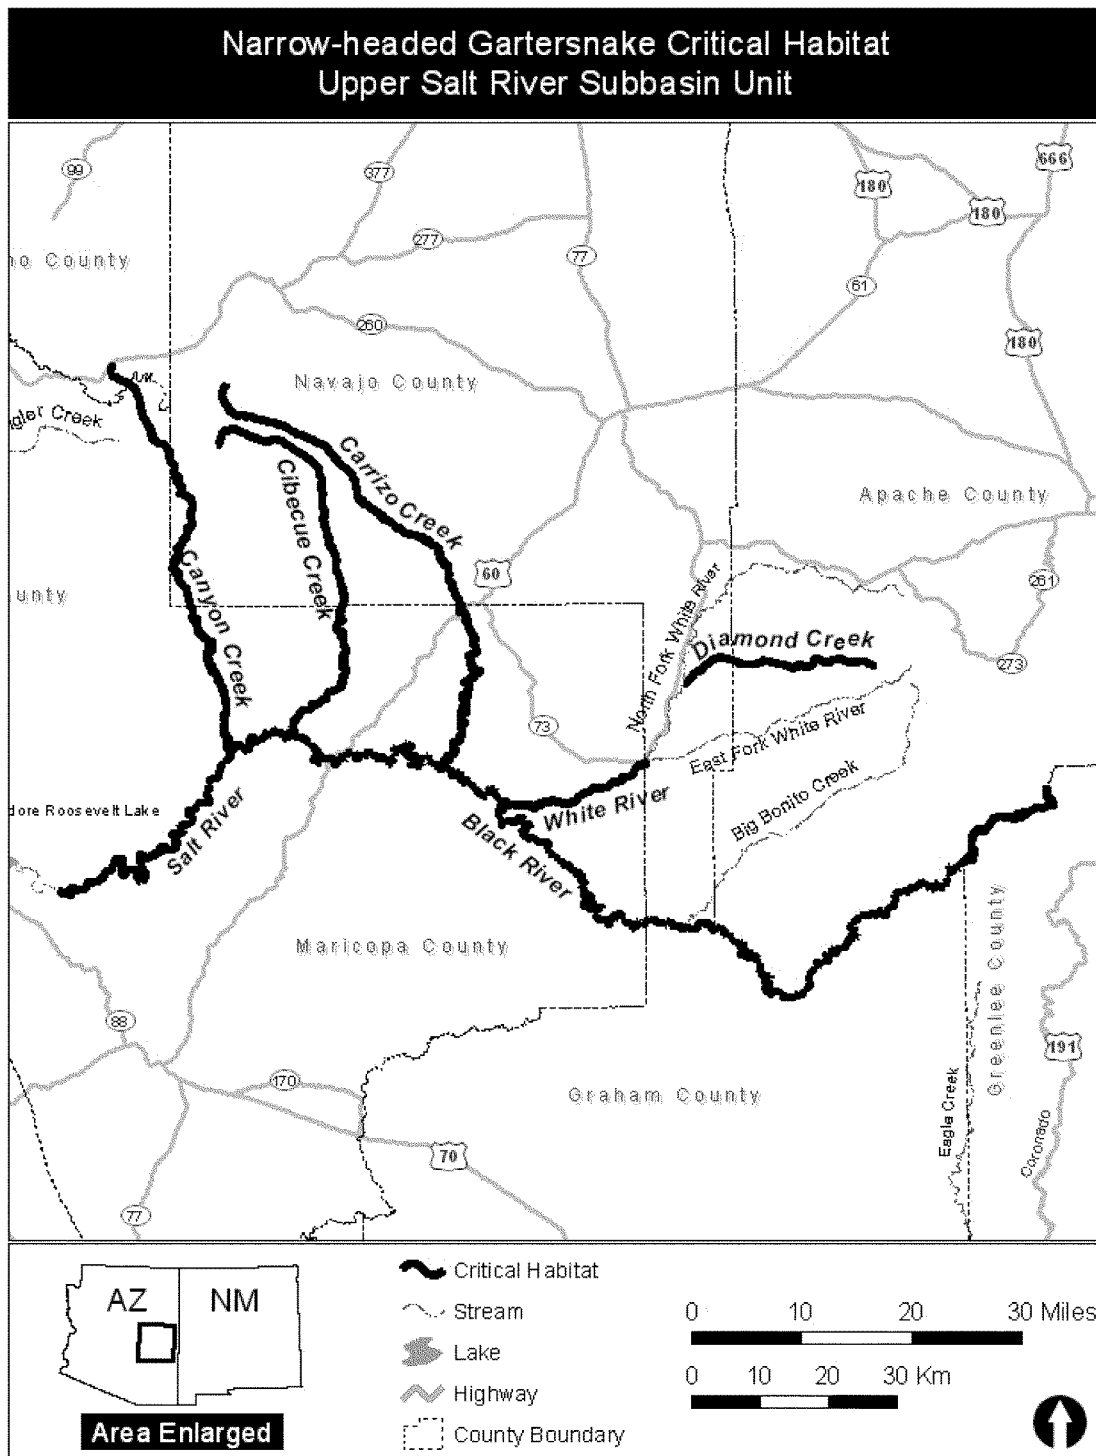 Narrow-headed Gartersnake Critical Habitat
Upper Salt River Subbasin Unit
99
377
180
666
180
277
77
no County
61
260
180
Navajo County
gler Creek
Carrizo Creek
Cibecue Creek
Apache County
Canyon Creek
60
unty
261
North Fork White River
Diamond Creek
273
73
East Fork White River
dore Roosevelt Lake
Salt River
White River
Big Bonito Creek
Black River
Maricopa County
Greenlee County
88
191
170
Graham County
Eagle Creek
Coronado
70
77
AZ
NM
Area Enlarged
Critical Habitat
Stream
Lake
Highway
County Boundary
0 10 20 30 Miles
0 10 20 30 Km